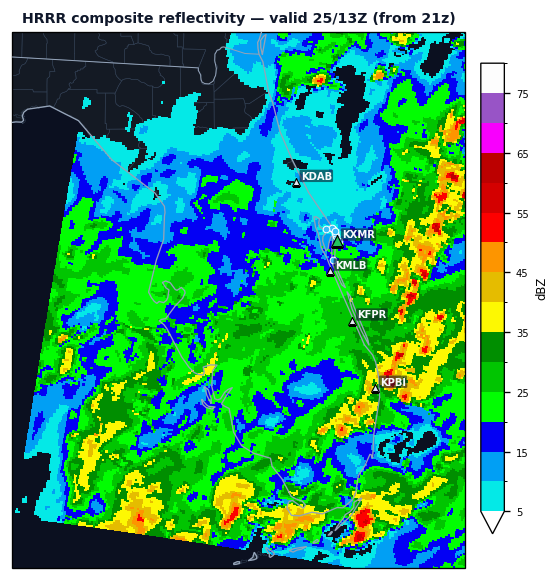 HRRR composite reflectivity — valid 25/13Z (from 21z)
KDAB
KXMR
KMLB
KFPR
KPBI
75
65
55
45
35
25
15
5
dBZ